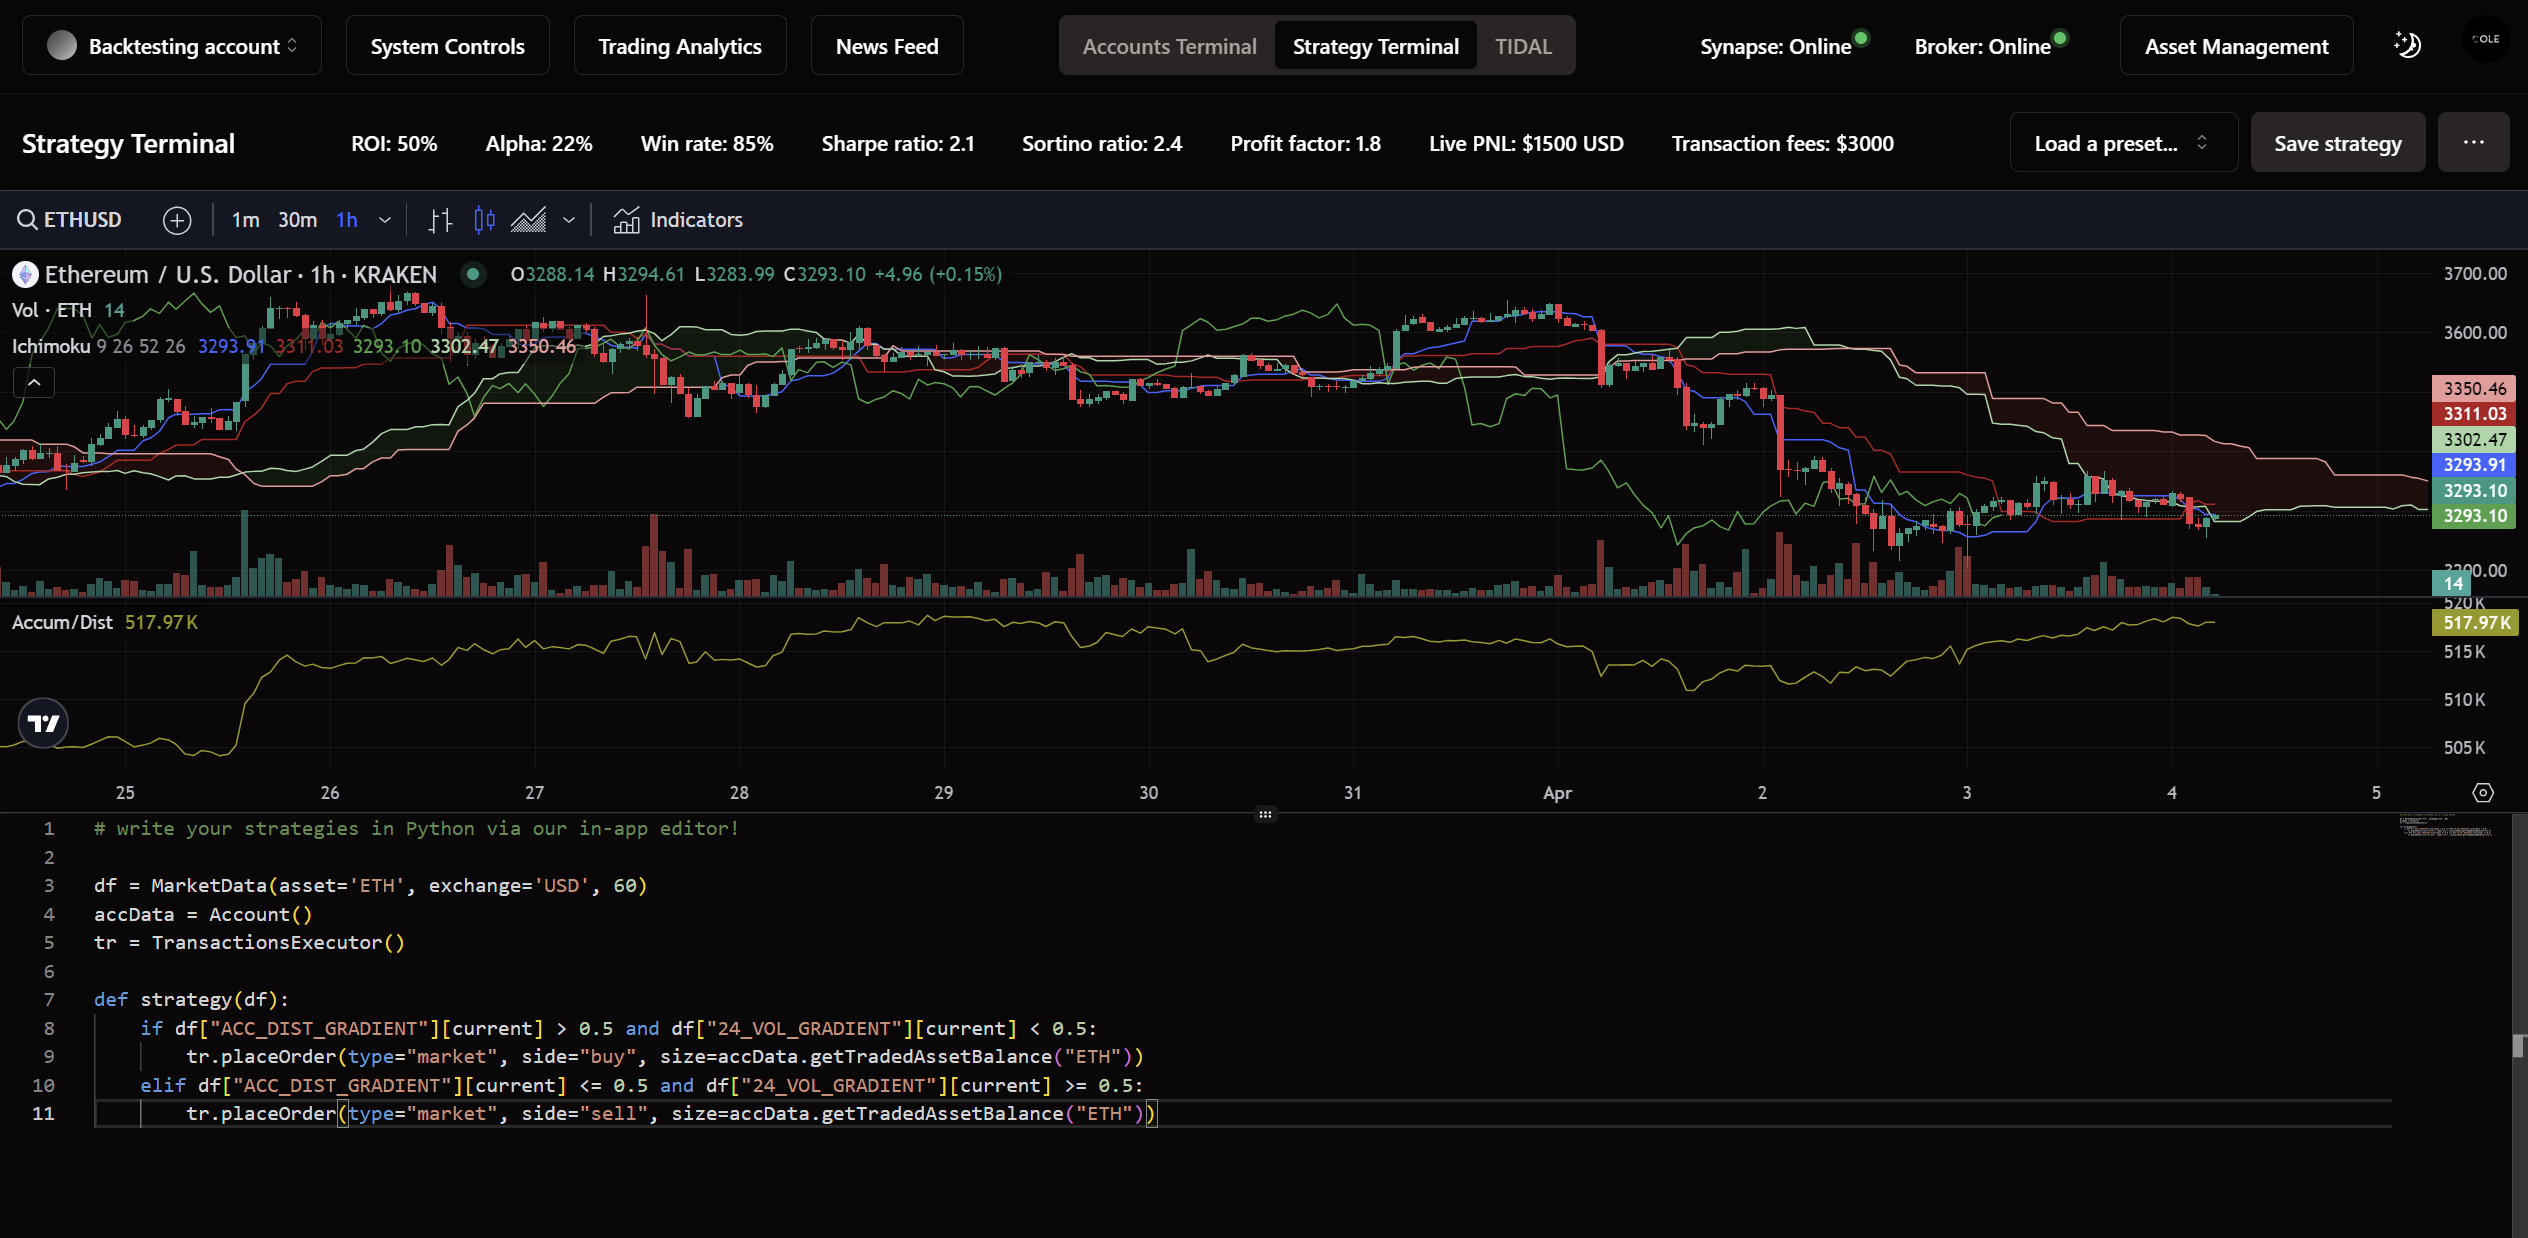 Backtesting account
System Controls
Trading Analytics
News Feed
Accounts Terminal
Strategy Terminal
TIDAL
Synapse: Online
Broker: Online
Asset Management
COLE
Strategy Terminal
ROI: 50%
Alpha: 22%
Win rate: 85%
Sharpe ratio: 2.1
Sortino ratio: 2.4
Profit factor: 1.8
Live PNL: $1500 USD
Transaction fees: $3000
Load a preset...
Save strategy
...
ETHUSD
1m 30m 1h
Indicators
Ethereum / U.S. Dollar · 1h · KRAKEN
O3288.14 H3294.61 L3283.99 C3293.10 +4.96 (+0.15%)
Vol · ETH 14
Ichimoku 9 26 52 26 3293.91 3311.03 3293.10 3302.47 3350.46
3700.00
3600.00
3350.46
3311.03
3302.47
3293.91
3293.10
3293.10
3200.00
14
Accum/Dist 517.97K
520K
517.97K
515K
510K
505K
25 26 27 28 29 30 31 Apr 2 3 4 5
1 # write your strategies in Python via our in-app editor!
2
3 df = MarketData(asset='ETH', exchange='USD', 60)
4 accData = Account()
5 tr = TransactionsExecutor()
6
7 def strategy(df):
8 if df["ACC_DIST_GRADIENT"][current] > 0.5 and df["24_VOL_GRADIENT"][current] < 0.5:
9 tr.placeOrder(type="market", side="buy", size=accData.getTradedAssetBalance("ETH"))
10 elif df["ACC_DIST_GRADIENT"][current] <= 0.5 and df["24_VOL_GRADIENT"][current] >= 0.5:
11 tr.placeOrder(type="market", side="sell", size=accData.getTradedAssetBalance("ETH"))